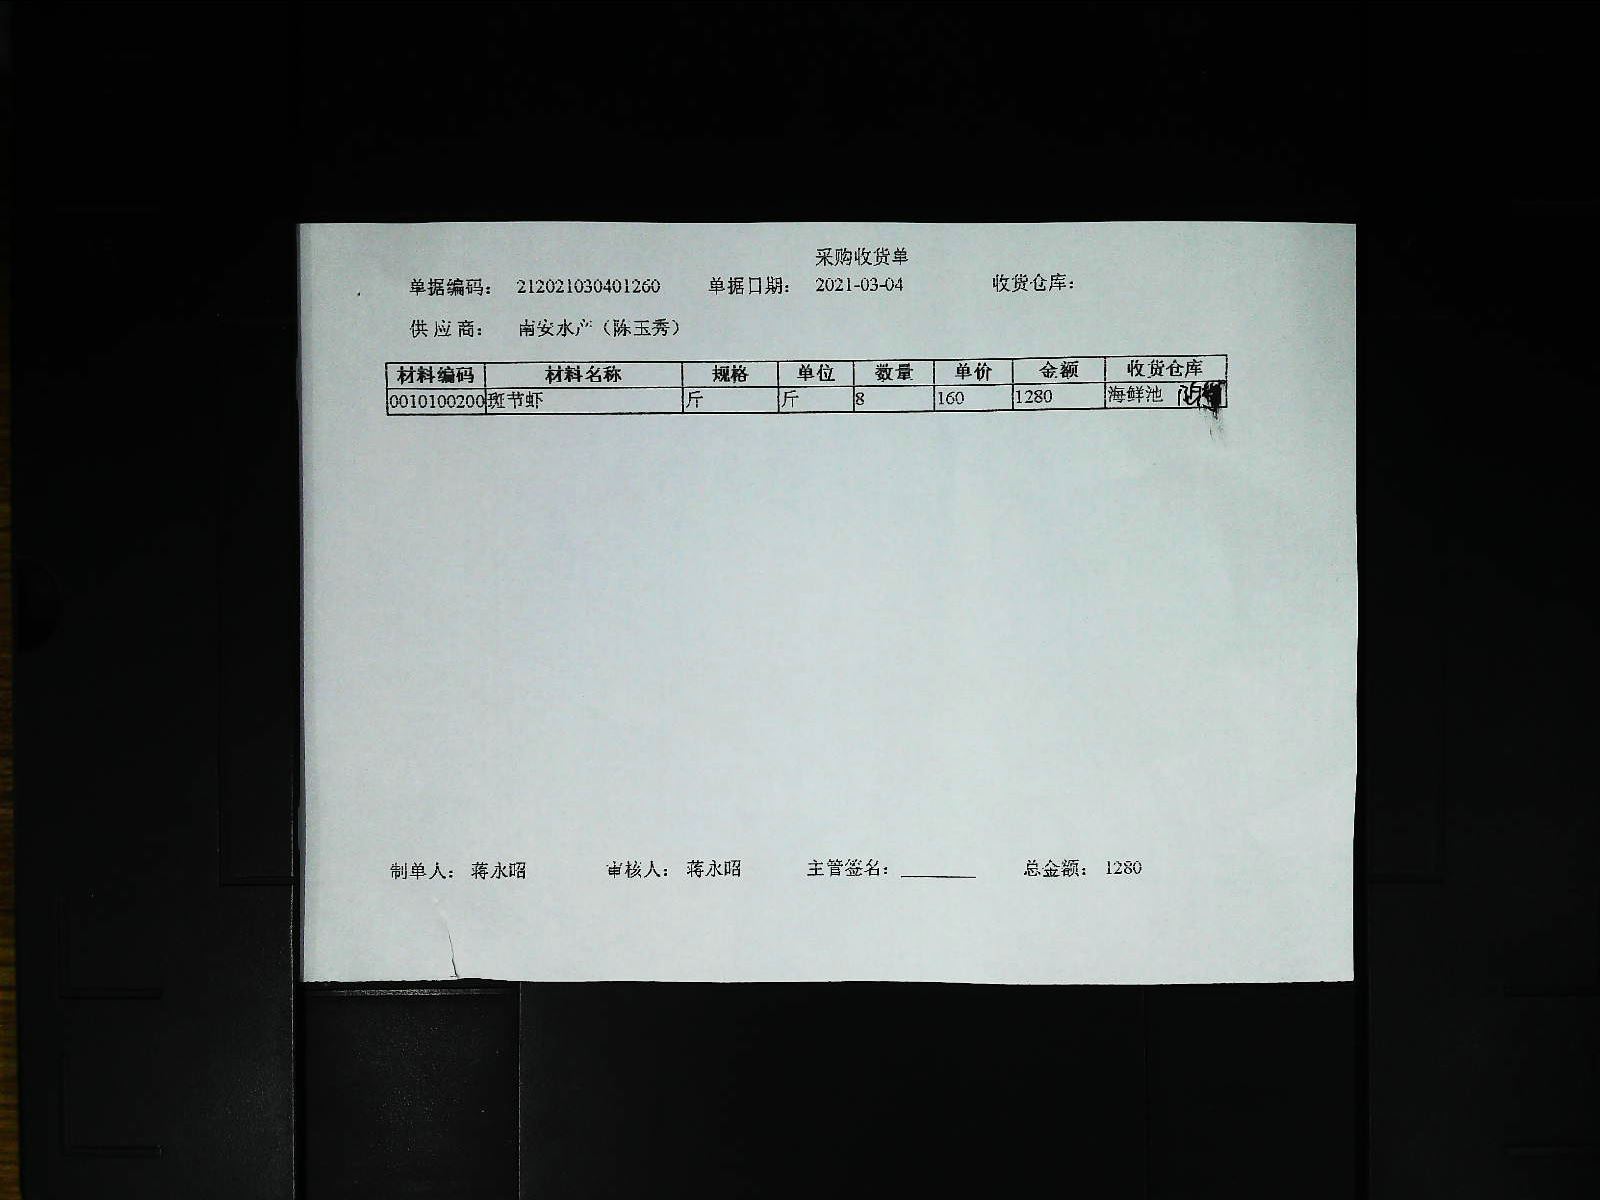 采购收货单
单据编码： 212021030401260 单据日期： 2021-03-04 收货仓库：
供 应 商： 南安水产（陈玉秀）
材料编码 材料名称 规格 单位 数量 单价 金额 收货仓库
0010100200 斑节虾 斤 斤 8 160 1280 海鲜池
制单人： 蒋永昭 审核人： 蒋永昭 主管签名： 总金额： 1280